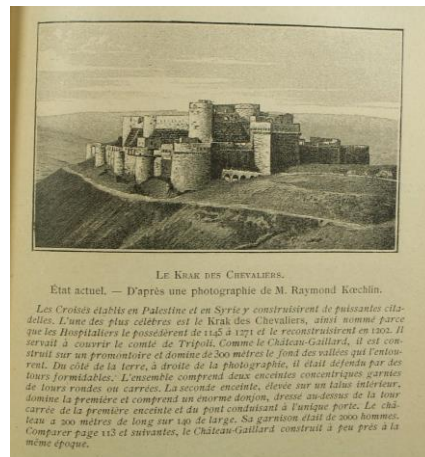 LE KRAK DES CHEVALIERS.
État actuel. — D'après une photographie de M. Raymond Kœchlin.
Les Croisés établis en Palestine et en Syrie y construisirent de puissantes cita-
delles. L'une des plus célèbres est le Krak des Chevaliers, ainsi nommé parce
que les Hospitaliers le possédèrent de 1145 à 1271 et le reconstruisirent en 1202. Il
servait à couvrir le comté de Tripoli. Comme le Château-Gaillard, il est con-
struit sur un promontoire et domine de 300 mètres le fond des vallées qui l'entou-
rent. Du côté de la terre, à droite de la photographie, il était défendu par des
tours formidables. L'ensemble comprend deux enceintes concentriques garnies
de tours rondes ou carrées. La seconde enceinte, élevée sur un talus intérieur,
domine la première et comprend un énorme donjon, dressé au-dessus de la tour
carrée de la première enceinte et du pont conduisant à l'unique porte. Le châ-
teau a 200 mètres de long sur 140 de large. Sa garnison était de 2000 hommes.
Comparer page 113 et suivantes, le Château-Gaillard construit à peu près à la
même époque.